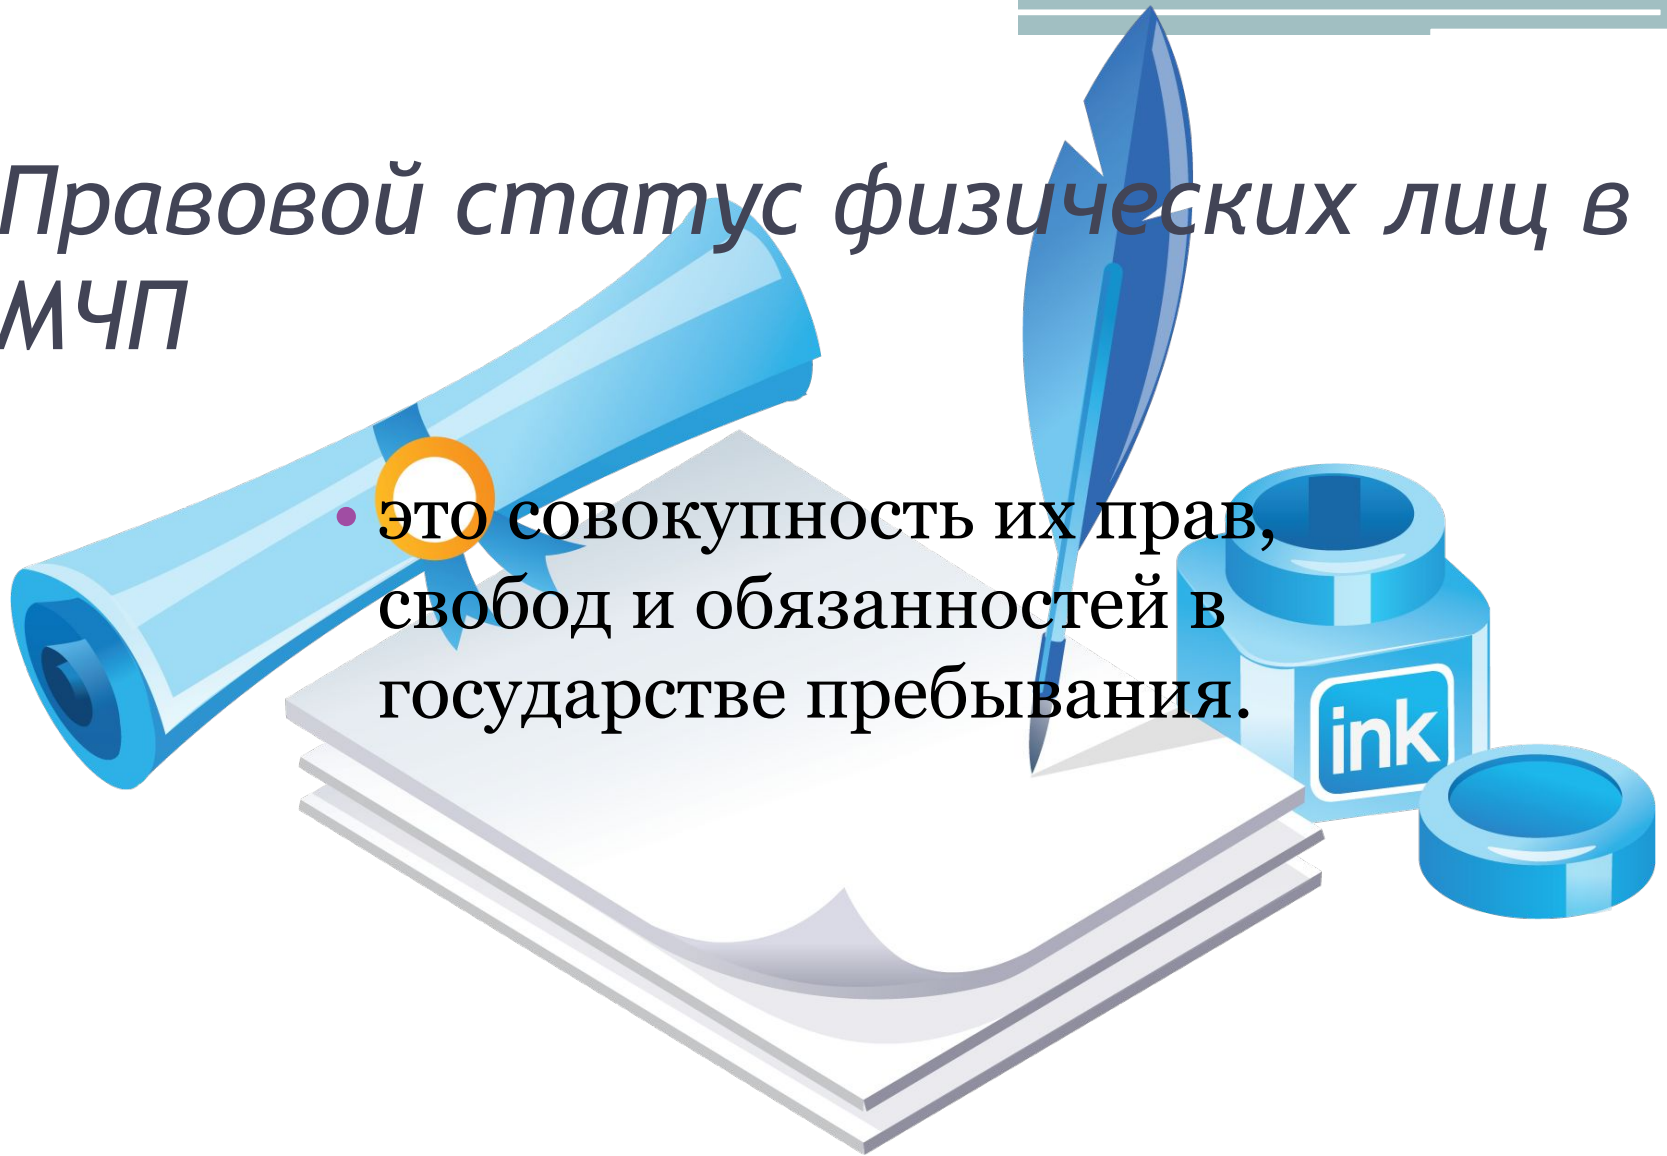 Правовой статус физических лиц в
МЧП
• это совокупность их прав,
свобод и обязанностей в
государстве пребывания.
ink